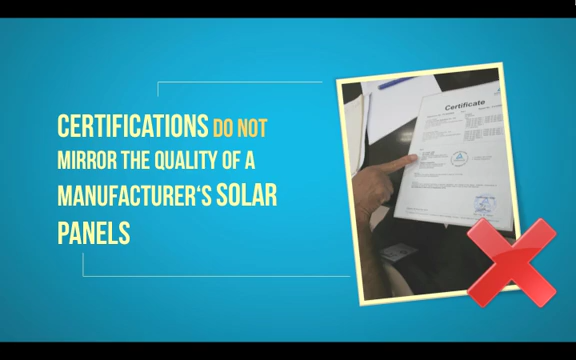 CERTIFICATIONS DO NOT
MIRROR THE QUALITY OF A
MANUFACTURER'S SOLAR
PANELS
Certificate